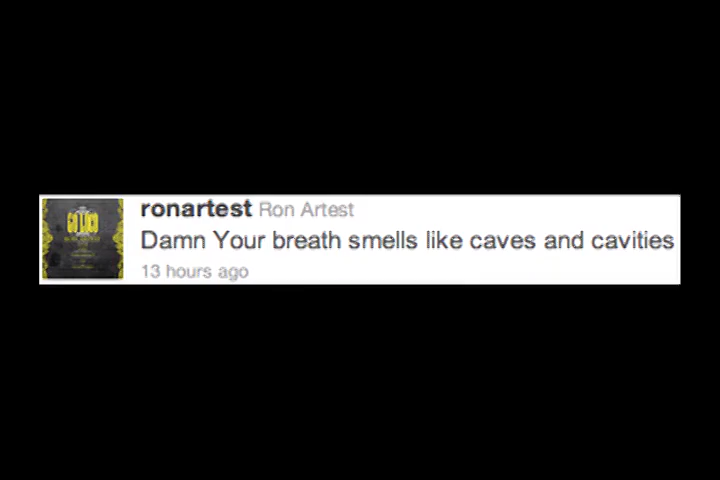 ronartest Ron Artest
Damn Your breath smells like caves and cavities
13 hours ago